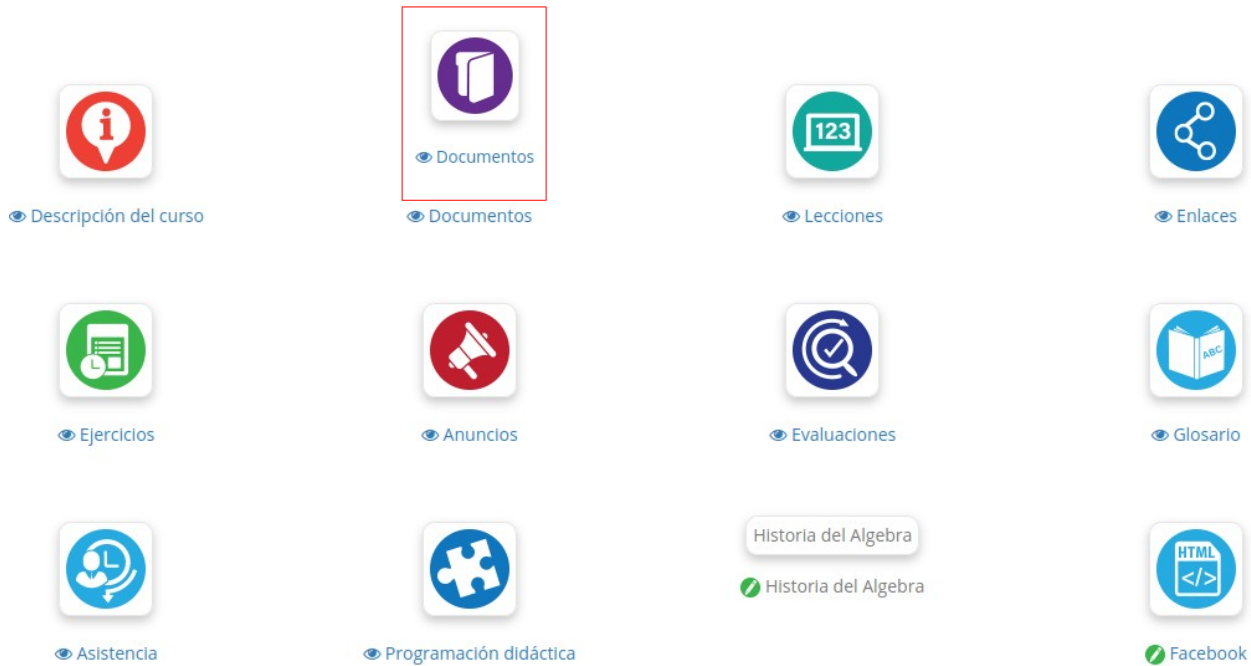 i
123
Documentos
Descripción del curso
Documentos
Lecciones
Enlaces
ABC
Ejercicios
Anuncios
Evaluaciones
Glosario
Historia del Algebra
HTML
</>
Historia del Algebra
Asistencia
Programación didáctica
Facebook